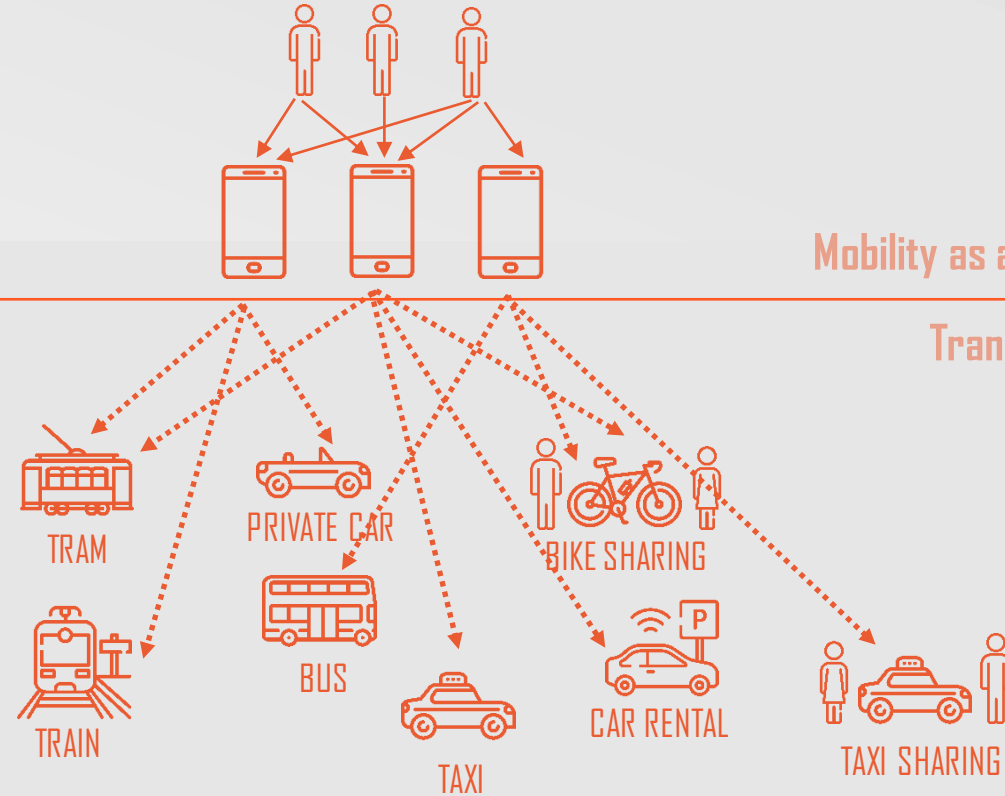 Mobility as a
Tran
TRAM
PRIVATE CAR
BIKE SHARING
P
BUS
TRAIN
TAXI
CAR RENTAL
TAXI SHARING